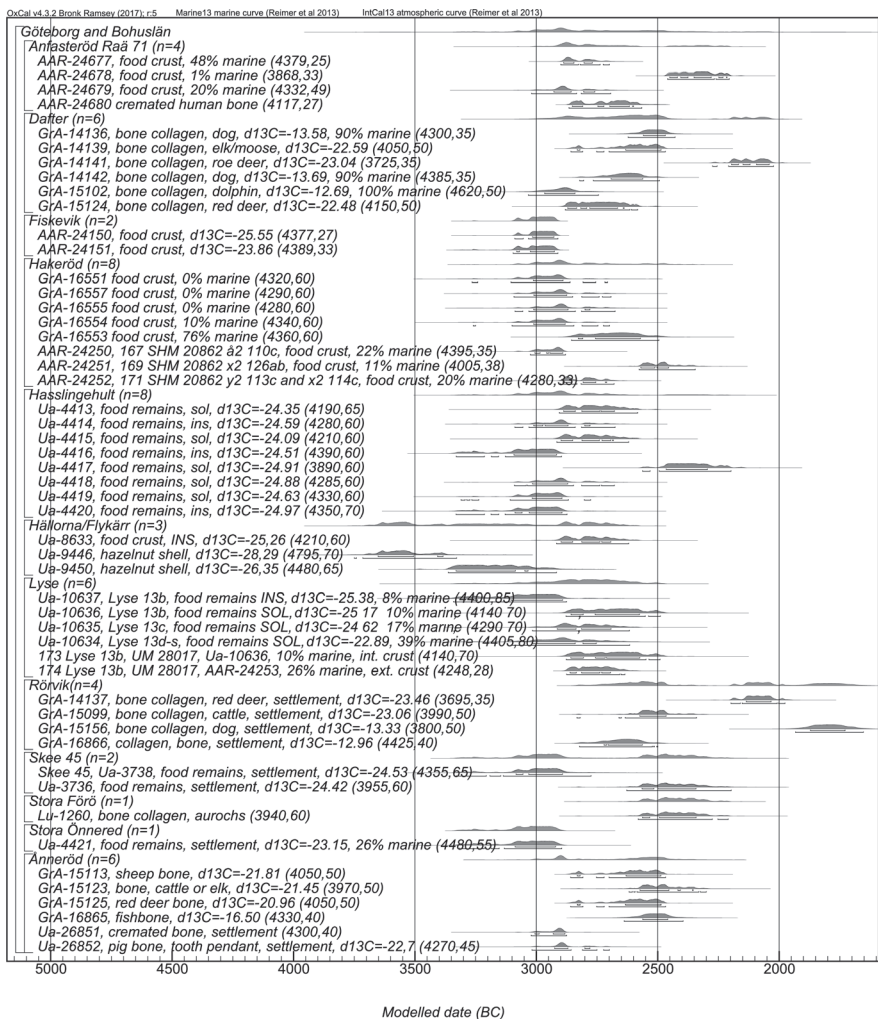 OxCal v4.3.2 Bronk Ramsey (2017); r:5 Marine13 marine curve (Reimer et al 2013) IntCal13 atmospheric curve (Reimer et al 2013)
Göteborg and Bohuslän
Anfasteröd Raä 71 (n=4)
AAR-24677, food crust, 48% marine (4379,25)
AAR-24678, food crust, 1% marine (3868,33)
AAR-24679, food crust, 20% marine (4332,49)
AAR-24680 cremated human bone (4117,27)
Dafter (n=6)
GrA-14136, bone collagen, dog, d13C=-13.58, 90% marine (4300,35)
GrA-14139, bone collagen, elk/moose, d13C=-22.59 (4050,50)
GrA-14141, bone collagen, roe deer, d13C=-23.04 (3725,35)
GrA-14142, bone collagen, dog, d13C=-13.69, 90% marine (4385,35)
GrA-15102, bone collagen, dolphin, d13C=-12.69, 100% marine (4620,50)
GrA-15124, bone collagen, red deer, d13C=-22.48 (4150,50)
Fiskevik (n=2)
AAR-24150, food crust, d13C=-25.55 (4377,27)
AAR-24151, food crust, d13C=-23.86 (4389,33)
Hakeröd (n=8)
GrA-16551 food crust, 0% marine (4320,60)
GrA-16557 food crust, 0% marine (4290,60)
GrA-16555 food crust, 0% marine (4280,60)
GrA-16554 food crust, 10% marine (4340,60)
GrA-16553 food crust, 76% marine (4360,60)
AAR-24250, 167 SHM 20862 å2 110c, food crust, 22% marine (4395,35)
AAR-24251, 169 SHM 20862 x2 126ab, food crust, 11% marine (4005,38)
AAR-24252, 171 SHM 20862 y2 113c and x2 114c, food crust, 20% marine (4280,33)
Hasslingehult (n=8)
Ua-4413, food remains, sol, d13C=-24.35 (4190,65)
Ua-4414, food remains, ins, d13C=-24.59 (4280,60)
Ua-4415, food remains, sol, d13C=-24.09 (4210,60)
Ua-4416, food remains, ins, d13C=-24.51 (4390,60)
Ua-4417, food remains, sol, d13C=-24.91 (3890,60)
Ua-4418, food remains, sol, d13C=-24.88 (4285,60)
Ua-4419, food remains, sol, d13C=-24.63 (4330,60)
Ua-4420, food remains, ins, d13C=-24.97 (4350,70)
Hällorna/Flykärr (n=3)
Ua-8633, food crust, INS, d13C=-25,26 (4210,60)
Ua-9446, hazelnut shell, d13C=-28,29 (4795,70)
Ua-9450, hazelnut shell, d13C=-26,35 (4480,65)
Lyse (n=6)
Ua-10637, Lyse 13b, food remains INS, d13C=-25.38, 8% marine (4400,85)
Ua-10636, Lyse 13b, food remains SOL,d13C=-25 17 10% marine (4140 70)
Ua-10635, Lyse 13c, food remains SOL,d13C=-24 62 17% marine (4290 70)
Ua-10634, Lyse 13d-s, food remains SOL,d13C=-22.89, 39% marine (4405,80)
173 Lyse 13b, UM 28017, Ua-10636, 10% marine, int. crust (4140,70)
174 Lyse 13b, UM 28017, AAR-24253, 26% marine, ext. crust (4248,28)
Rörvik(n=4)
GrA-14137, bone collagen, red deer, settlement, d13C=-23.46 (3695,35)
GrA-15099, bone collagen, cattle, settlement, d13C=-23.06 (3990,50)
GrA-15156, bone collagen, dog, settlement, d13C=-13.33 (3800,50)
GrA-16866, collagen, bone, settlement, d13C=-12.96 (4425,40)
Skee 45 (n=2)
Skee 45, Ua-3738, food remains, settlement, d13C=-24.53 (4355,65)
Ua-3736, food remains, settlement, d13C=-24.42 (3955,60)
Stora Förö (n=1)
Lu-1260, bone collagen, aurochs (3940,60)
Stora Önnered (n=1)
Ua-4421, food remains, settlement, d13C=-23.15, 26% marine (4480,55)
Ånneröd (n=6)
GrA-15113, sheep bone, d13C=-21.81 (4050,50)
GrA-15123, bone, cattle or elk, d13C=-21.45 (3970,50)
GrA-15125, red deer bone, d13C=-20.96 (4050,50)
GrA-16865, fishbone, d13C=-16.50 (4330,40)
Ua-26851, cremated bone, settlement (4300,40)
Ua-26852, pig bone, tooth pendant, settlement, d13C=-22,7 (4270,45)
5000 4500 4000 3500 3000 2500 2000
Modelled date (BC)